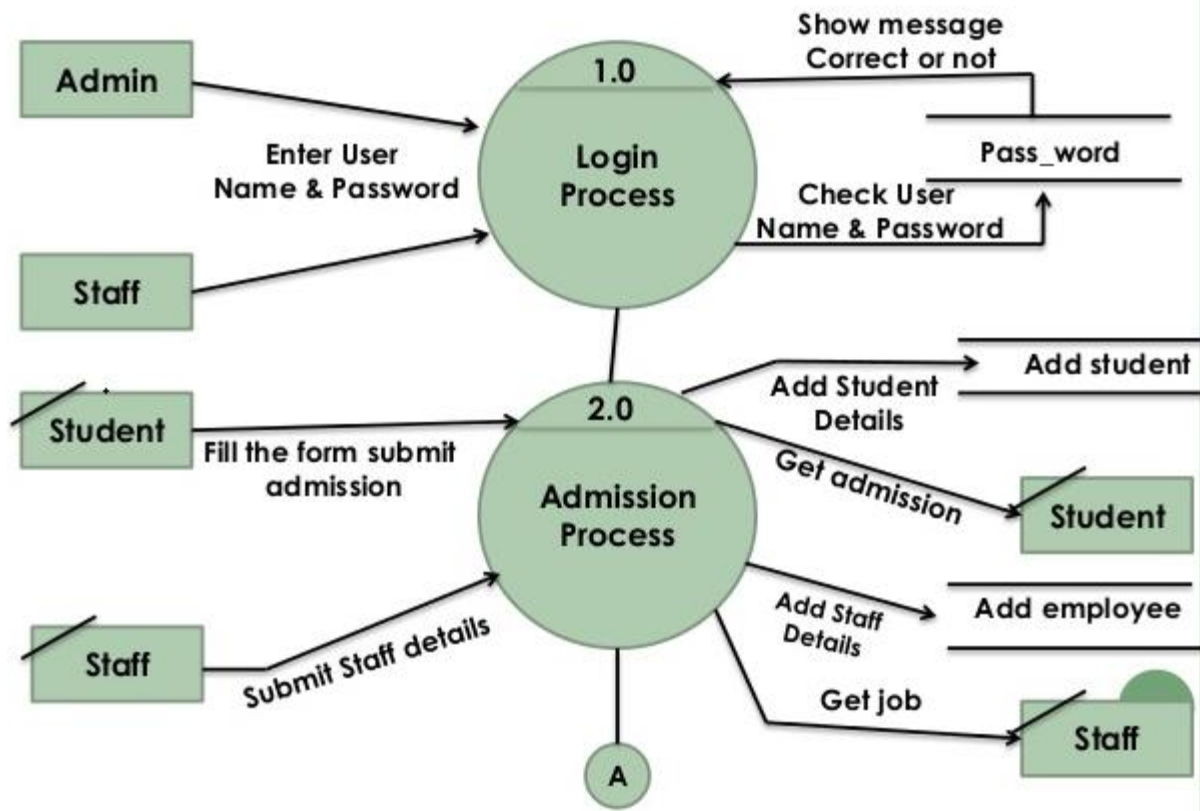 Show message
Correct or not
Admin
1.0
Enter User
Name & Password
Login
Process
Pass_word
Check User
Name & Password
Staff
Student
Fill the form submit
admission
2.0
Admission
Process
Add Student
Details
Add student
Get admission
Student
Staff
Submit Staff details
Add Staff
Details
Add employee
Get job
Staff
A